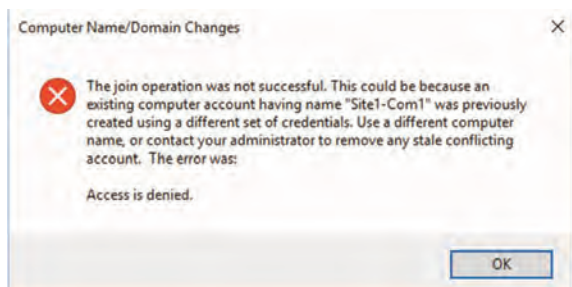 Computer Name/Domain Changes
The join operation was not successful. This could be because an
existing computer account having name "Site1-Com1" was previously
created using a different set of credentials. Use a different computer
name, or contact your administrator to remove any stale conflicting
account. The error was:
Access is denied.
OK